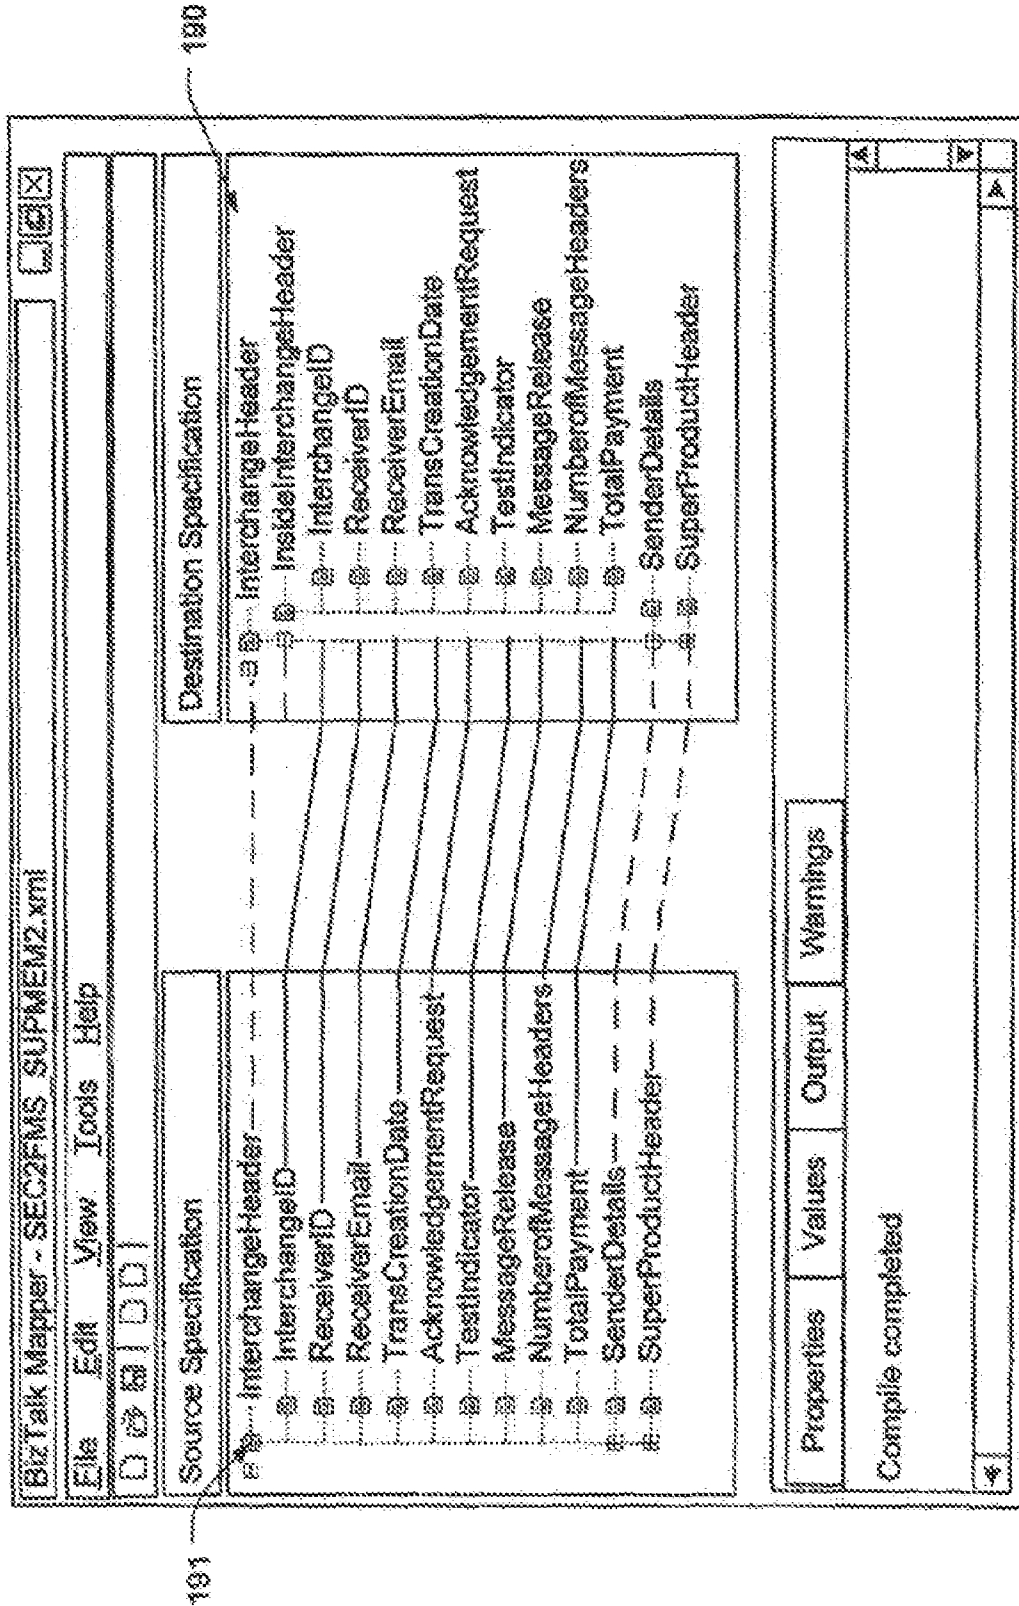 190
191
BizTalk Mapper - SEC2FMS SUPMEM2.xml
File Edit View Tools Help
Source Specification
Destination Specification
InterchangeHeader
InterchangeID
ReceiverID
ReceiverEmail
TransCreationDate
AcknowledgementRequest
TestIndicator
MessageRelease
NumberofMessageHeaders
TotalPayment
SenderDetails
SuperProductHeader
InterchangeHeader
InsideInterchangeHeader
InterchangeID
ReceiverID
ReceiverEmail
TransCreationDate
AcknowledgementRequest
TestIndicator
MessageRelease
NumberofMessageHeaders
TotalPayment
SenderDetails
SuperProductHeader
Properties Values Output Warnings
Compile completed